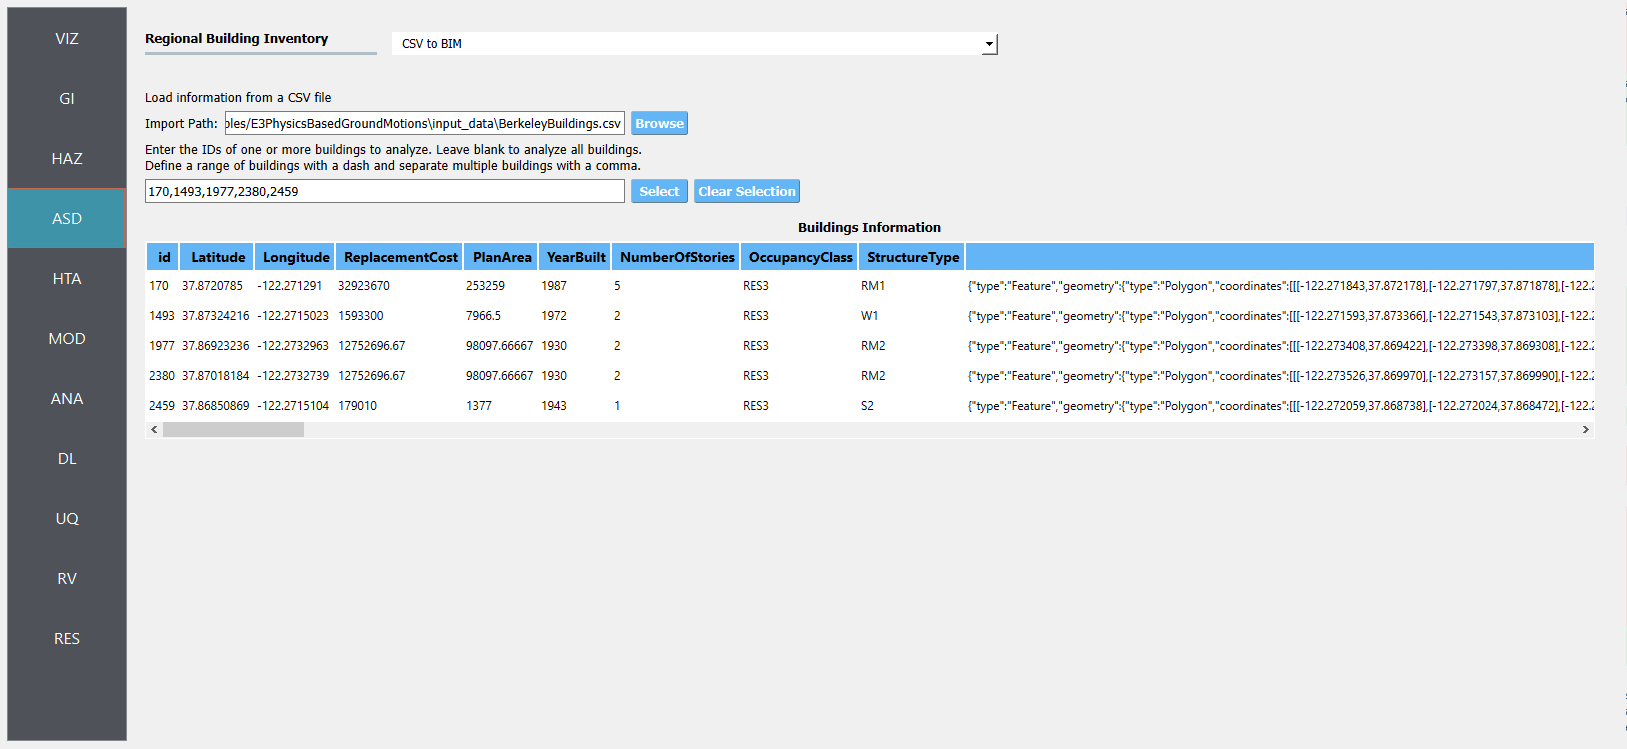 VIZ
GI
HAZ
ASD
HTA
MOD
ANA
DL
UQ
RV
RES
Regional Building Inventory CSV to BIM
Load information from a CSV file
Import Path: ples/E3PhysicsBasedGroundMotions\input_data\BerkeleyBuildings.csv Browse
Enter the IDs of one or more buildings to analyze. Leave blank to analyze all buildings.
Define a range of buildings with a dash and separate multiple buildings with a comma.
170,1493,1977,2380,2459 Select Clear Selection
Buildings Information
id Latitude Longitude ReplacementCost PlanArea YearBuilt NumberOfStories OccupancyClass StructureType
170 37.8720785 -122.271291 32923670 253259 1987 5 RES3 RM1 {"type":"Feature","geometry":{"type":"Polygon","coordinates":[[[-122.271843,37.872178],[-122.271797,37.871878],[-122.2
1493 37.87324216 -122.2715023 1593300 7966.5 1972 2 RES3 W1 {"type":"Feature","geometry":{"type":"Polygon","coordinates":[[[-122.271593,37.873366],[-122.271543,37.873103],[-122.2
1977 37.86923236 -122.2732963 12752696.67 98097.66667 1930 2 RES3 RM2 {"type":"Feature","geometry":{"type":"Polygon","coordinates":[[[-122.273408,37.869422],[-122.273398,37.869308],[-122.2
2380 37.87018184 -122.2732739 12752696.67 98097.66667 1930 2 RES3 RM2 {"type":"Feature","geometry":{"type":"Polygon","coordinates":[[[-122.273526,37.869970],[-122.273157,37.869990],[-122.2
2459 37.86850869 -122.2715104 179010 1377 1943 1 RES3 S2 {"type":"Feature","geometry":{"type":"Polygon","coordinates":[[[-122.272059,37.868738],[-122.272024,37.868472],[-122.2